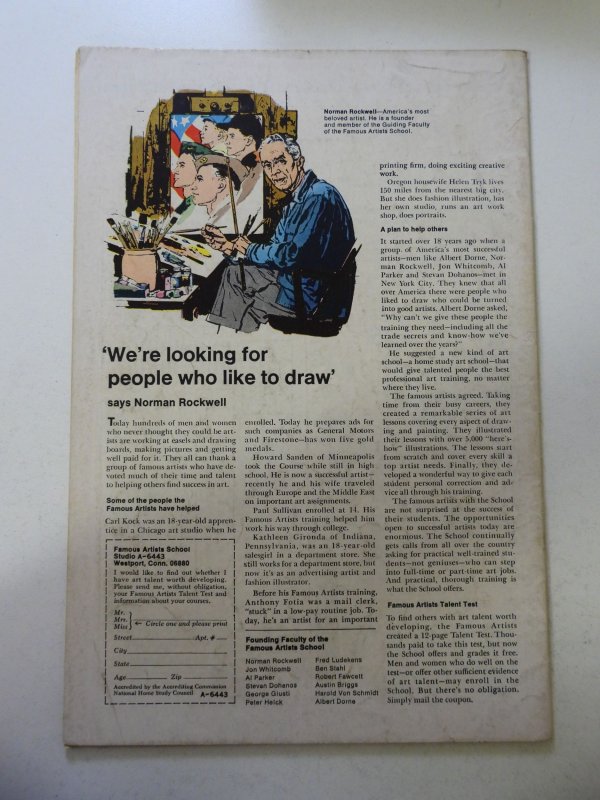 Norman Rockwell—America's most
beloved artist. He is a founder
and member of the Guiding Faculty
of the Famous Artists School.
'We're looking for
people who like to draw'
says Norman Rockwell
Today hundreds of men and women
who never thought they could be art-
ists are working at easels and drawing
boards, making pictures and getting
well paid for it. They all can thank a
group of famous artists who have de-
voted much of their time and talent
to helping others find success in art.
Some of the people the
Famous Artists have helped
Carl Kock was an 18-year-old appren-
tice in a Chicago art studio when he
Famous Artists School
Studio A-6443
Westport, Conn. 06880
I would like to find out whether I
have art talent worth developing.
Please send me, without obligation,
your Famous Artists Talent Test and
information about your courses.
Mr.
Mrs.
Miss
← Circle one and please print
Street Apt. #
City
State
Age Zip
Accredited by the Accrediting Commission
National Home Study Council A-6443
enrolled. Today he prepares ads for
such companies as General Motors
and Firestone—has won five gold
medals.
Howard Sanden of Minneapolis
took the Course while still in high
school. He is now a successful artist—
recently he and his wife traveled
through Europe and the Middle East
on important art assignments.
Paul Sullivan enrolled at 14. His
Famous Artists training helped him
work his way through college.
Kathleen Gironda of Indiana,
Pennsylvania, was an 18-year-old
salesgirl in a department store. She
still works for a department store, but
now it's as an advertising artist and
fashion illustrator.
Before his Famous Artists training,
Anthony Fotia was a mail clerk,
"stuck" in a low-pay routine job. To-
day, he's an artist for an important
Founding Faculty of the
Famous Artists School
Norman Rockwell
Jon Whitcomb
Al Parker
Stevan Dohanos
George Giusti
Peter Helck
Fred Ludekens
Ben Stahl
Robert Fawcett
Austin Briggs
Harold Von Schmidt
Albert Dorne
printing firm, doing exciting creative
work.
Oregon housewife Helen Tryk lives
150 miles from the nearest big city.
But she does fashion illustration, has
her own studio, runs an art work
shop, does portraits.
A plan to help others
It started over 18 years ago when a
group of America's most successful
artists—men like Albert Dorne, Nor-
man Rockwell, Jon Whitcomb, Al
Parker and Stevan Dohanos—met in
New York City. They knew that all
over America there were people who
liked to draw who could be turned
into good artists. Albert Dorne asked,
"Why can't we give these people the
training they need—including all the
trade secrets and know-how we've
learned over the years?"
He suggested a new kind of art
school—a home study art school—that
would give talented people the best
professional art training, no matter
where they live.
The famous artists agreed. Taking
time from their busy careers, they
created a remarkable series of art
lessons covering every aspect of draw-
ing and painting. They illustrated
their lessons with over 5,000 "here's-
how" illustrations. The lessons start
from scratch and cover every skill a
top artist needs. Finally, they de-
veloped a wonderful way to give each
student personal correction and ad-
vice all through his training.
The famous artists with the School
are not surprised at the success of
their students. The opportunities
open to successful artists today are
enormous. The School continually
gets calls from all over the country
asking for practical well-trained stu-
dents—not geniuses—who can step
into full-time or part-time art jobs.
And practical, thorough training is
what the School offers.
Famous Artists Talent Test
To find others with art talent worth
developing, the Famous Artists
created a 12-page Talent Test. Thou-
sands paid to take this test, but now
the School offers and grades it free.
Men and women who do well on the
test—or offer other sufficient evidence
of art talent—may enroll in the
School. But there's no obligation.
Simply mail the coupon.